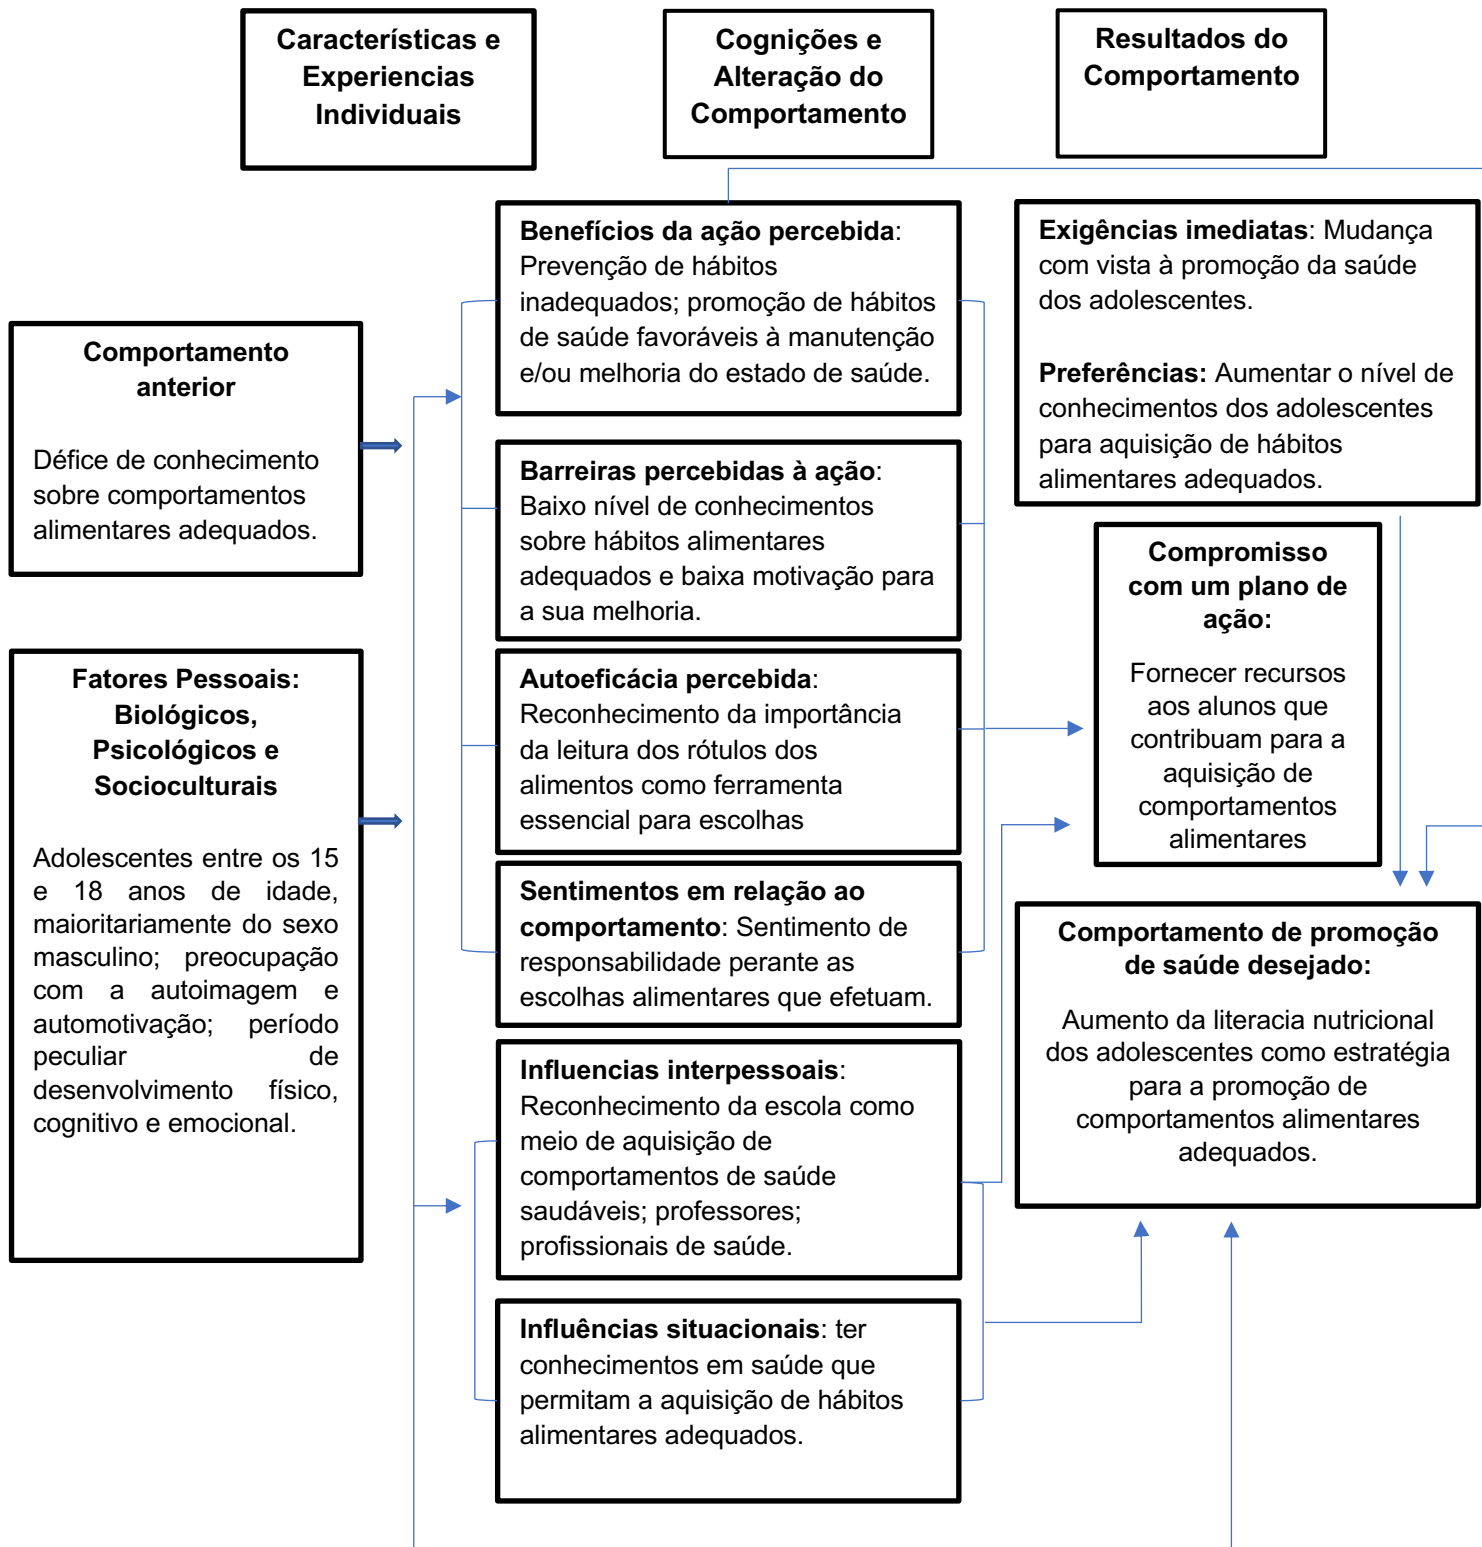 Características e
Experiencias
Individuais
Cognições e
Alteração do
Comportamento
Resultados do
Comportamento
Comportamento
anterior
Défice de conhecimento
sobre comportamentos
alimentares adequados.
Fatores Pessoais:
Biológicos,
Psicológicos e
Socioculturais
Adolescentes entre os 15
e 18 anos de idade,
maioritariamente do sexo
masculino; preocupação
com a autoimagem e
automotivação; período
peculiar de
desenvolvimento físico,
cognitivo e emocional.
Benefícios da ação percebida:
Prevenção de hábitos
inadequados; promoção de hábitos
de saúde favoráveis à manutenção
e/ou melhoria do estado de saúde.
Barreiras percebidas à ação:
Baixo nível de conhecimentos
sobre hábitos alimentares
adequados e baixa motivação para
a sua melhoria.
Autoeficácia percebida:
Reconhecimento da importância
da leitura dos rótulos dos
alimentos como ferramenta
essencial para escolhas
Sentimentos em relação ao
comportamento: Sentimento de
responsabilidade perante as
escolhas alimentares que efetuam.
Influencias interpessoais:
Reconhecimento da escola como
meio de aquisição de
comportamentos de saúde
saudáveis; professores;
profissionais de saúde.
Influências situacionais: ter
conhecimentos em saúde que
permitam a aquisição de hábitos
alimentares adequados.
Exigências imediatas: Mudança
com vista à promoção da saúde
dos adolescentes.
Preferências: Aumentar o nível de
conhecimentos dos adolescentes
para aquisição de hábitos
alimentares adequados.
Compromisso
com um plano de
ação:
Fornecer recursos
aos alunos que
contribuam para a
aquisição de
comportamentos
alimentares
Comportamento de promoção
de saúde desejado:
Aumento da literacia nutricional
dos adolescentes como estratégia
para a promoção de
comportamentos alimentares
adequados.